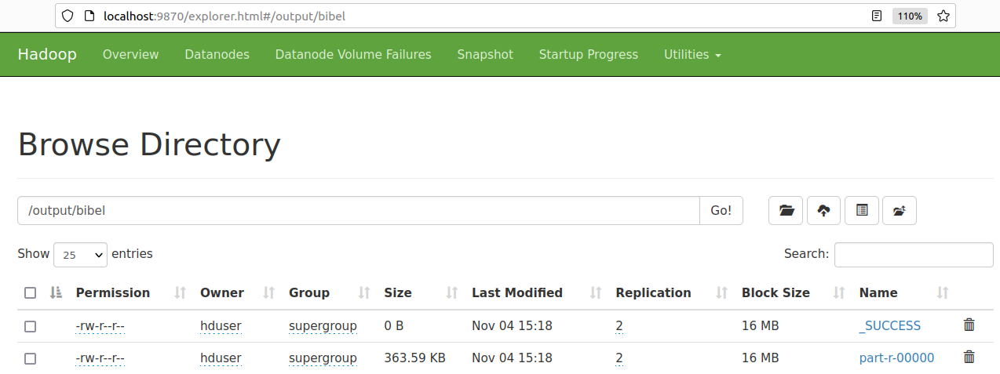 localhost:9870/explorer.html#/output/bibel 110%
Hadoop Overview Datanodes Datanode Volume Failures Snapshot Startup Progress Utilities
Browse Directory
/output/bibel Go!
Show 25 entries Search:
Permission Owner Group Size Last Modified Replication Block Size Name
-rw-r--r-- hduser supergroup 0 B Nov 04 15:18 2 16 MB _SUCCESS
-rw-r--r-- hduser supergroup 363.59 KB Nov 04 15:18 2 16 MB part-r-00000